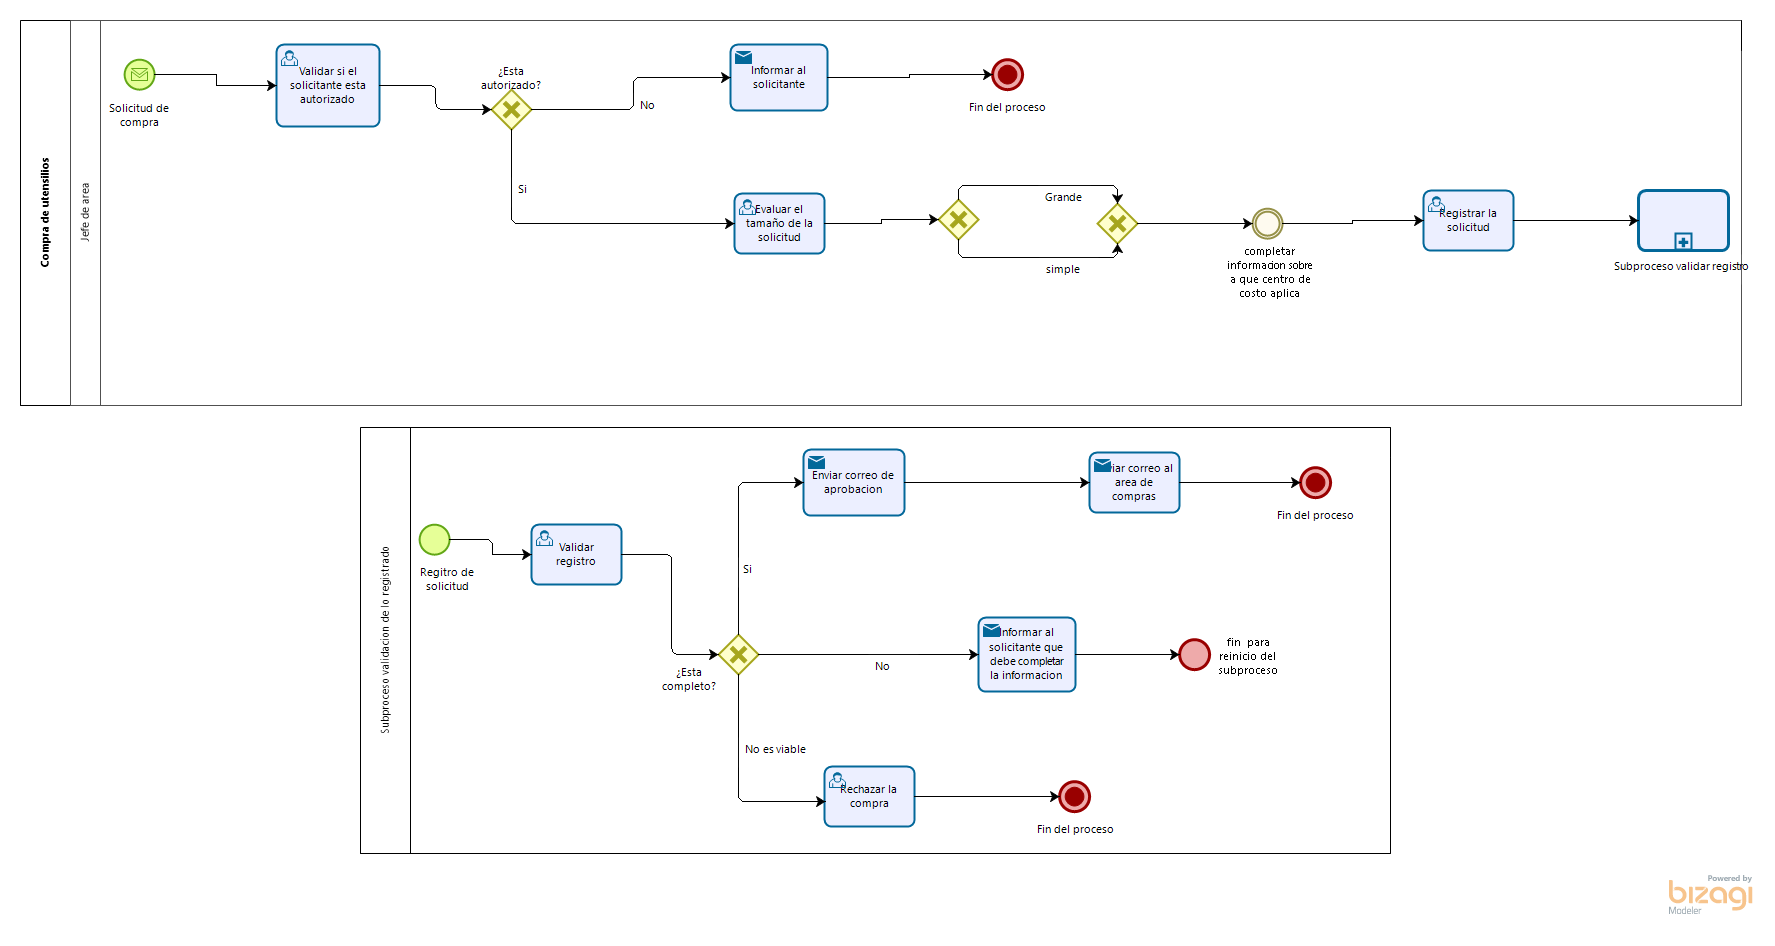 Compra de utensilios
Jefe de area
Solicitud de
compra
Validar si el
solicitante esta
autorizado
¿Esta
autorizado?
No
Informar al
solicitante
Fin del proceso
Si
Evaluar el
tamaño de la
solicitud
Grande
simple
completar
informacion sobre
a que centro de
costo aplica
Registrar la
solicitud
Subproceso validar registro
Subproceso validacion de lo registrado
Regitro de
solicitud
Validar
registro
¿Esta
completo?
Si
Enviar correo de
aprobacion
iar correo al
area de
compras
Fin del proceso
No
Informar al
solicitante que
debe completar
la informacion
fin para
reinicio del
subproceso
No es viable
Rechazar la
compra
Fin del proceso
Powered by
bizagi
Modeler